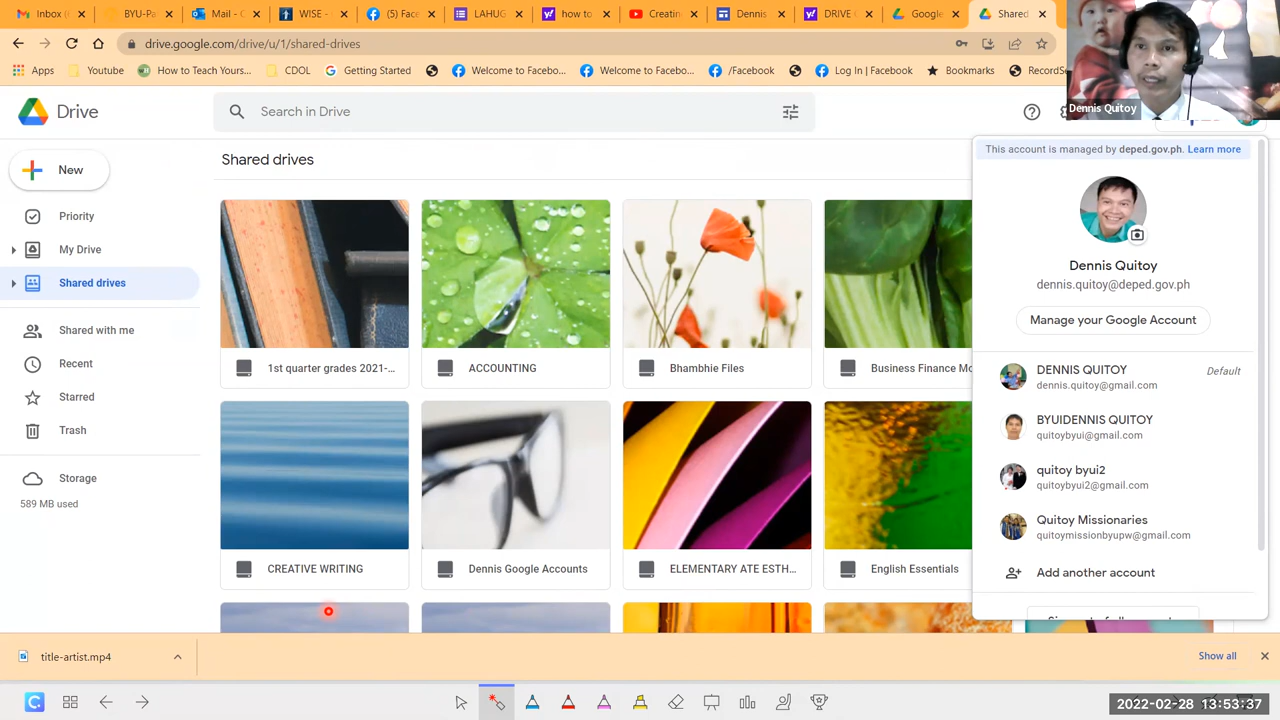 Inbox (
BYU-Pa
Mail - C
WISE -
(5) Face
LAHUG
how to
Creatin
Dennis
DRIVE
Google
Shared
drive.google.com/drive/u/1/shared-drives
Apps
Youtube
How to Teach Yours...
CDOL
Getting Started
Welcome to Facebo...
Welcome to Facebo...
/Facebook
Log In | Facebook
Bookmarks
RecordS
Dennis Quitoy
Drive
Search in Drive
New
Priority
My Drive
Shared drives
Shared with me
Recent
Starred
Trash
Storage
589 MB used
Shared drives
1st quarter grades 2021-...
ACCOUNTING
Bhambhie Files
Business Finance Mo
CREATIVE WRITING
Dennis Google Accounts
ELEMENTARY ATE ESTH...
English Essentials
This account is managed by deped.gov.ph. Learn more
Dennis Quitoy
dennis.quitoy@deped.gov.ph
Manage your Google Account
DENNIS QUITOY
Default
dennis.quitoy@gmail.com
BYUIDENNIS QUITOY
quitoybyui@gmail.com
quitoy byui2
quitoybyui2@gmail.com
Quitoy Missionaries
quitoymissionbyupw@gmail.com
Add another account
title-artist.mp4
Show all
2022-02-28 13:53:37